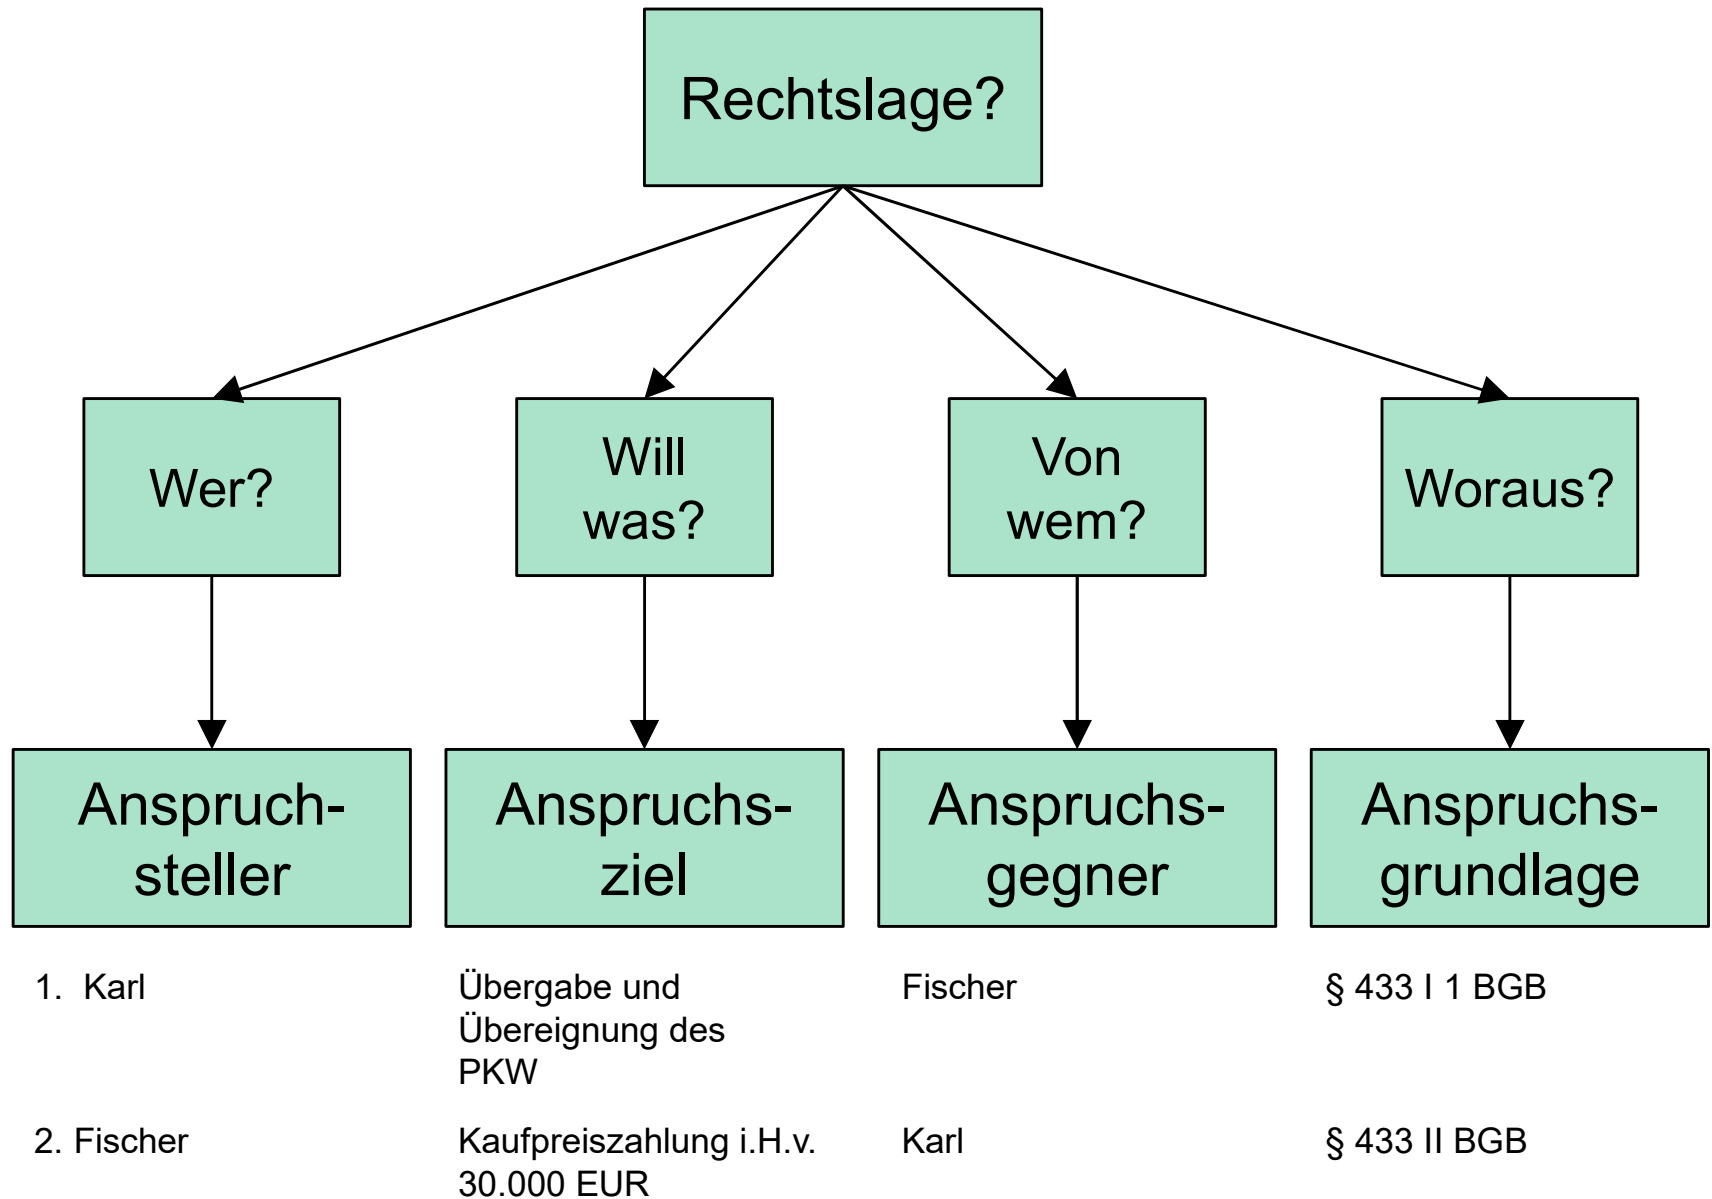 Rechtslage?
Wer?
Will
was?
Von
wem?
Woraus?
Anspruch-
steller
Anspruchs-
ziel
Anspruchs-
gegner
Anspruchs-
grundlage
1. Karl
Übergabe und
Übereignung des
PKW
Fischer
§ 433 I 1 BGB
2. Fischer
Kaufpreiszahlung i.H.v.
30.000 EUR
Karl
§ 433 II BGB